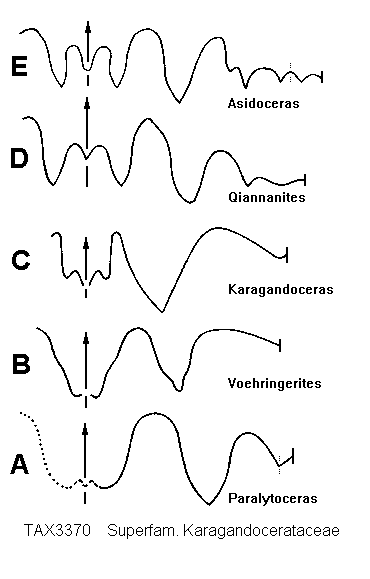 E
Asidoceras
D
Qiannanites
C
Karagandoceras
B
Voehringerites
A
Paralytoceras
TAX3370 Superfam. Karagandocerataceae